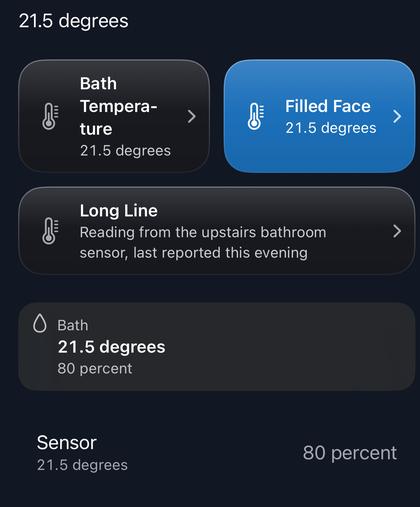 21.5 degrees
Bath
Tempera-
ture
21.5 degrees
Filled Face
21.5 degrees
Long Line
Reading from the upstairs bathroom
sensor, last reported this evening
Bath
21.5 degrees
80 percent
Sensor
21.5 degrees
80 percent